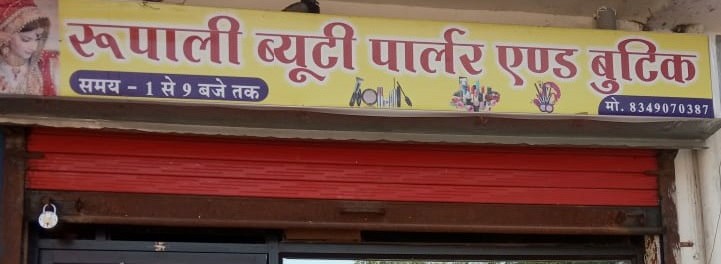 रूपाली ब्यूटी पार्लर एण्ड बुटिक
समय - 1 से 9 बजे तक
मो. 8349070387